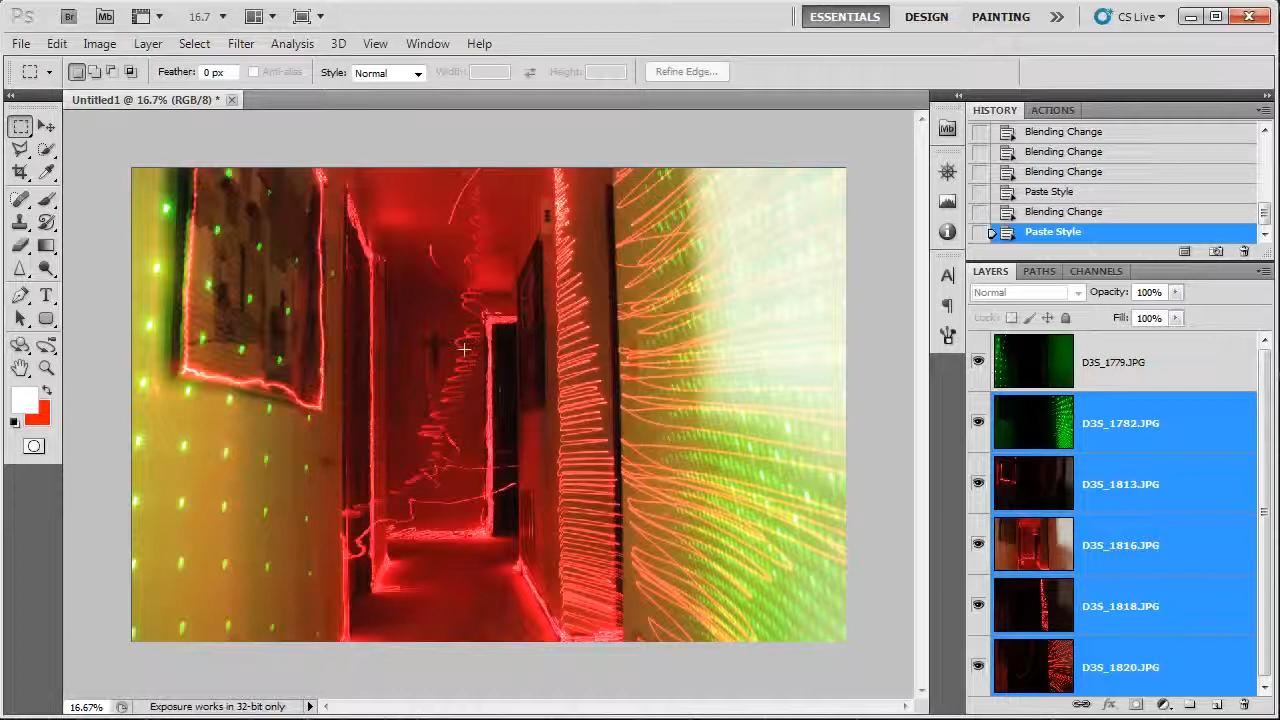 Ps Br Mb 16.7 ESSENTIALS DESIGN PAINTING CS Live
File Edit Image Layer Select Filter Analysis 3D View Window Help
Feather: 0 px Anti-alias Style: Normal Width: Height: Refine Edge...
Untitled1 @ 16.7% (RGB/8) *
HISTORY ACTIONS
Blending Change
Blending Change
Blending Change
Paste Style
Blending Change
Paste Style
LAYERS PATHS CHANNELS
Normal Opacity: 100%
Lock: Fill: 100%
D3S_1779.JPG
D3S_1782.JPG
D3S_1813.JPG
D3S_1816.JPG
D3S_1818.JPG
D3S_1820.JPG
Mb
16.67% Exposure works in 32-bit only